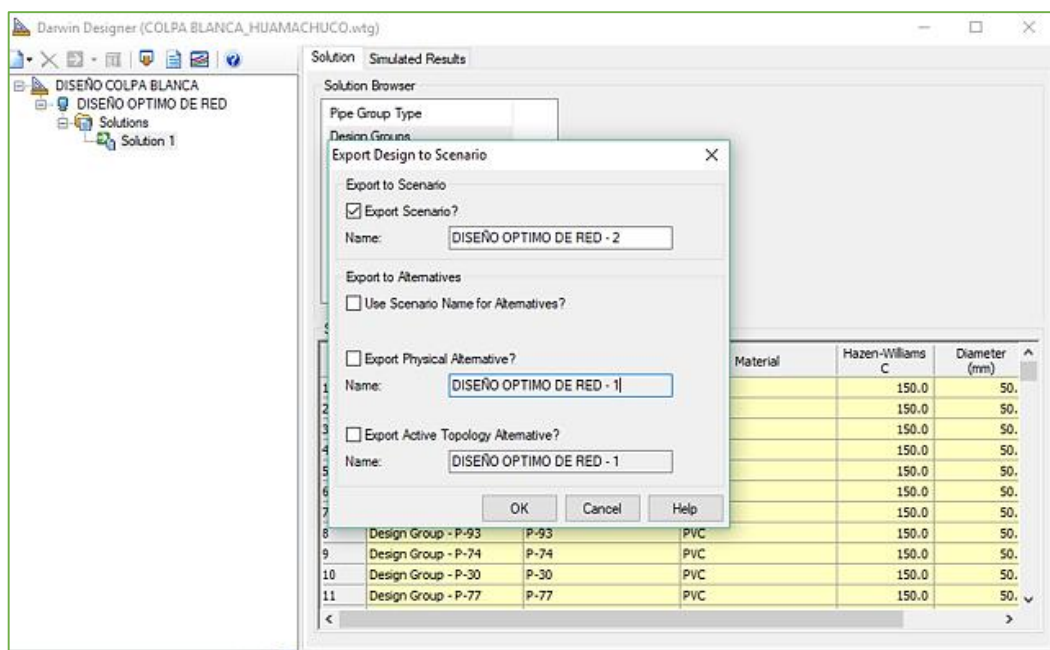 Darwin Designer (COLPA BLANCA_HUAMACHUCO.wtg)
Solution Simulated Results
DISEÑO COLPA BLANCA
DISEÑO OPTIMO DE RED
Solutions
Solution 1
Solution Browser
Pipe Group Type
Design Groups
Export Design to Scenario
Export to Scenario
Export Scenario?
Name: DISEÑO OPTIMO DE RED - 2
Export to Alternatives
Use Scenario Name for Alternatives?
Export Physical Alternative?
Name: DISEÑO OPTIMO DE RED - 1
Export Active Topology Alternative?
Name: DISEÑO OPTIMO DE RED - 1
OK Cancel Help
Material Hazen-Williams C Diameter (mm)
1 150.0 50.
2 150.0 50.
3 150.0 50.
4 150.0 50.
5 150.0 50.
6 150.0 50.
7 150.0 50.
8 Design Group - P-93 P-93 PVC 150.0 50.
9 Design Group - P-74 P-74 PVC 150.0 50.
10 Design Group - P-30 P-30 PVC 150.0 50.
11 Design Group - P-77 P-77 PVC 150.0 50.